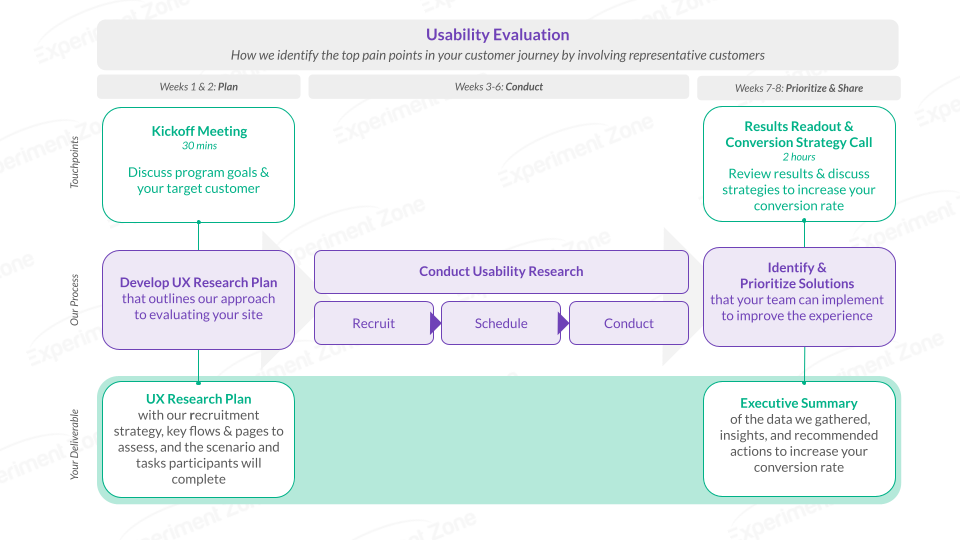 Usability Evaluation
How we identify the top pain points in your customer journey by involving representative customers
Weeks 1 & 2: Plan
Weeks 3-6: Conduct
Weeks 7-8: Prioritize & Share
Touchpoints
Kickoff Meeting
30 mins
Discuss program goals &
your target customer
Results Readout &
Conversion Strategy Call
2 hours
Review results & discuss
strategies to increase your
conversion rate
Our Process
Develop UX Research Plan
that outlines our approach
to evaluating your site
Conduct Usability Research
Recruit
Schedule
Conduct
Identify &
Prioritize Solutions
that your team can implement
to improve the experience
Your Deliverable
UX Research Plan
with our recruitment
strategy, key flows & pages to
assess, and the scenario and
tasks participants will
complete
Executive Summary
of the data we gathered,
insights, and recommended
actions to increase your
conversion rate
Experiment Zone